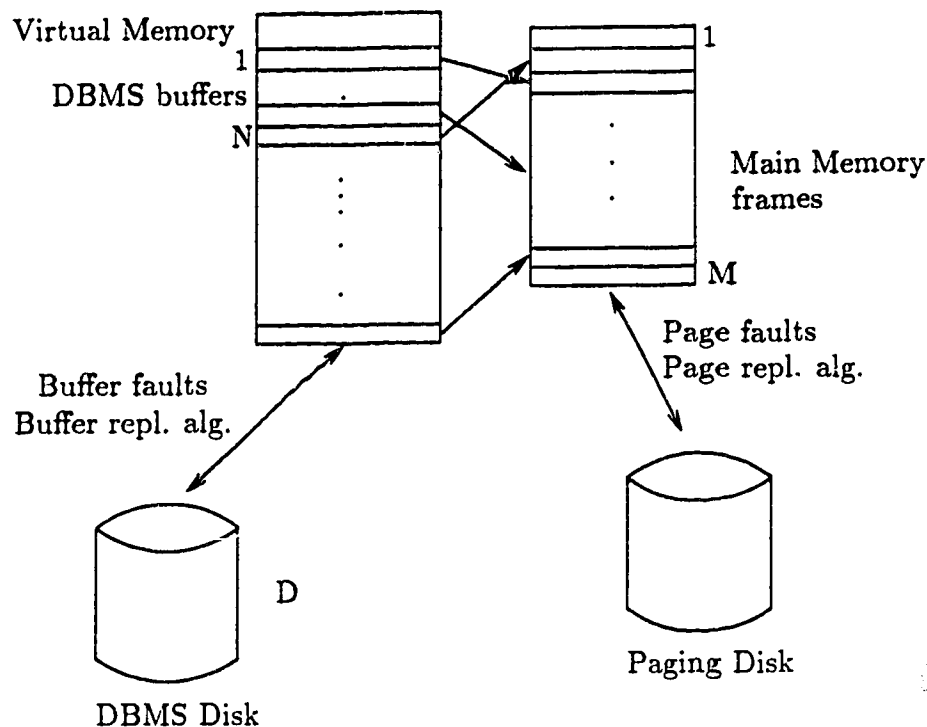 Virtual Memory
1
DBMS buffers
N
1
Main Memory
frames
M
Page faults
Page repl. alg.
Buffer faults
Buffer repl. alg.
D
DBMS Disk
Paging Disk